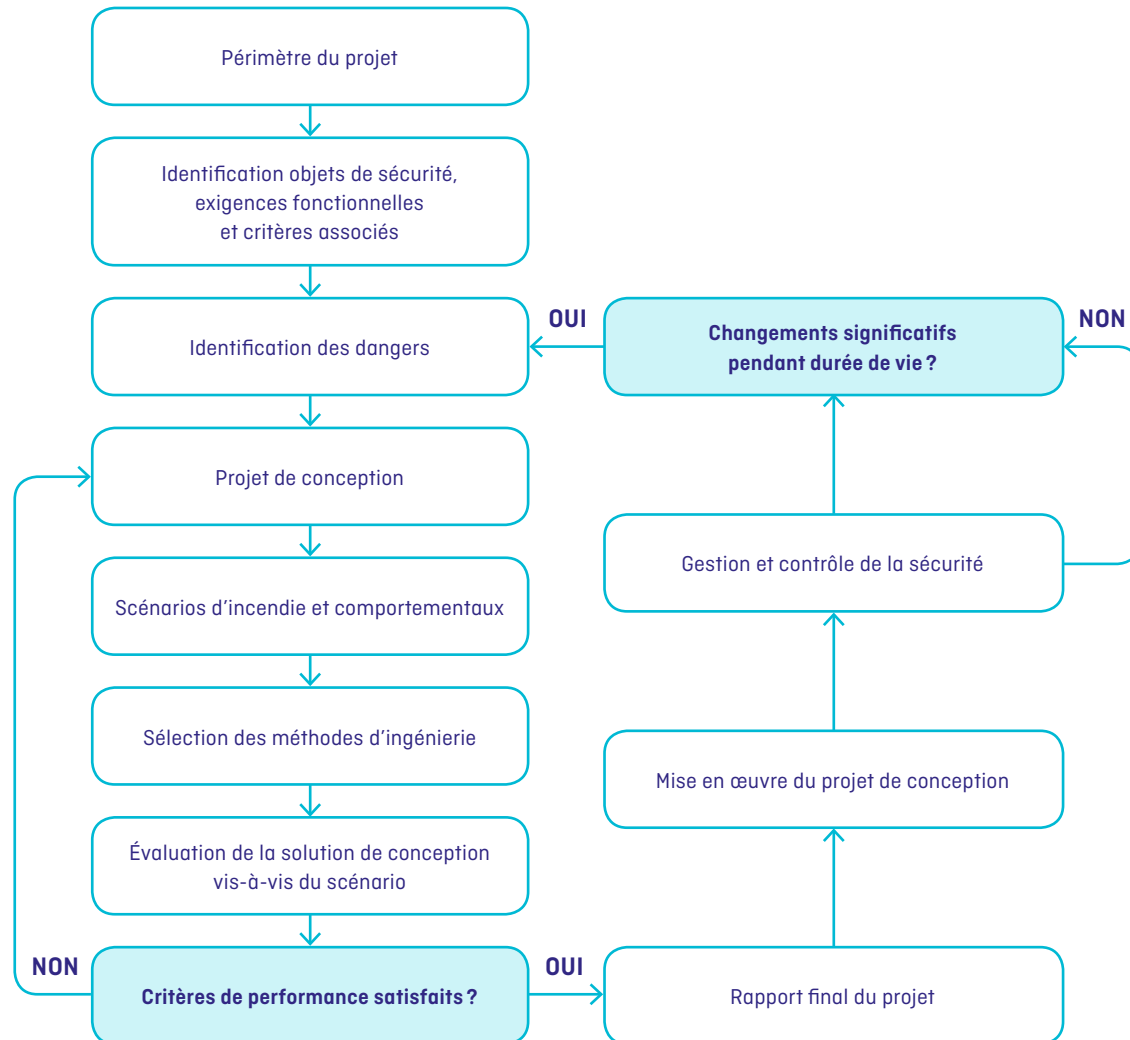 Périmètre du projet
Identification objets de sécurité,
exigences fonctionnelles
et critères associés
Identification des dangers
OUI
Changements significatifs
pendant durée de vie ?
NON
Projet de conception
Gestion et contrôle de la sécurité
Scénarios d'incendie et comportementaux
Sélection des méthodes d'ingénierie
Mise en œuvre du projet de conception
Évaluation de la solution de conception
vis-à-vis du scénario
NON
Critères de performance satisfaits ?
OUI
Rapport final du projet